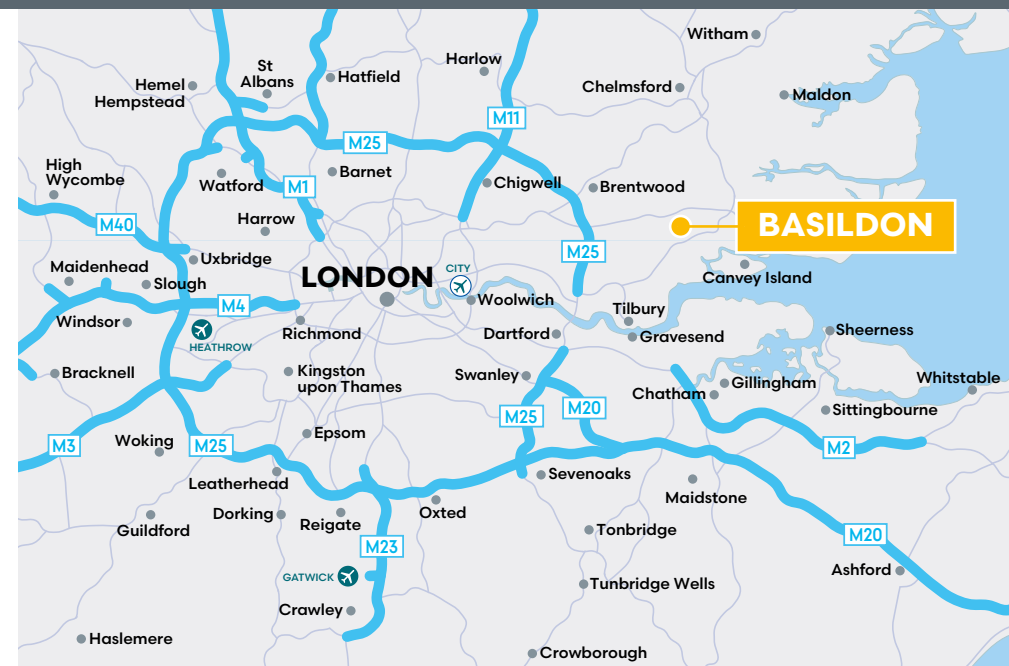 Witham
Harlow
St
Albans
Hatfield
Hemel
Hempstead
Chelmsford
Maldon
M11
M25
High
Wycombe
Watford
M1
Barnet
Chigwell
Brentwood
M40
Harrow
BASILDON
M25
Uxbridge
Maidenhead
Slough
LONDON
CITY
Woolwich
Canvey Island
M4
Windsor
HEATHROW
Richmond
Dartford
Tilbury
Gravesend
Sheerness
Bracknell
Kingston
upon Thames
Swanley
Chatham
Gillingham
Whitstable
M25
M20
Sittingbourne
M3
Woking
M25
Epsom
M2
Leatherhead
Sevenoaks
Maidstone
Guildford
Dorking
Reigate
Oxted
Tonbridge
M20
M23
GATWICK
Ashford
Tunbridge Wells
Crawley
Haslemere
Crowborough